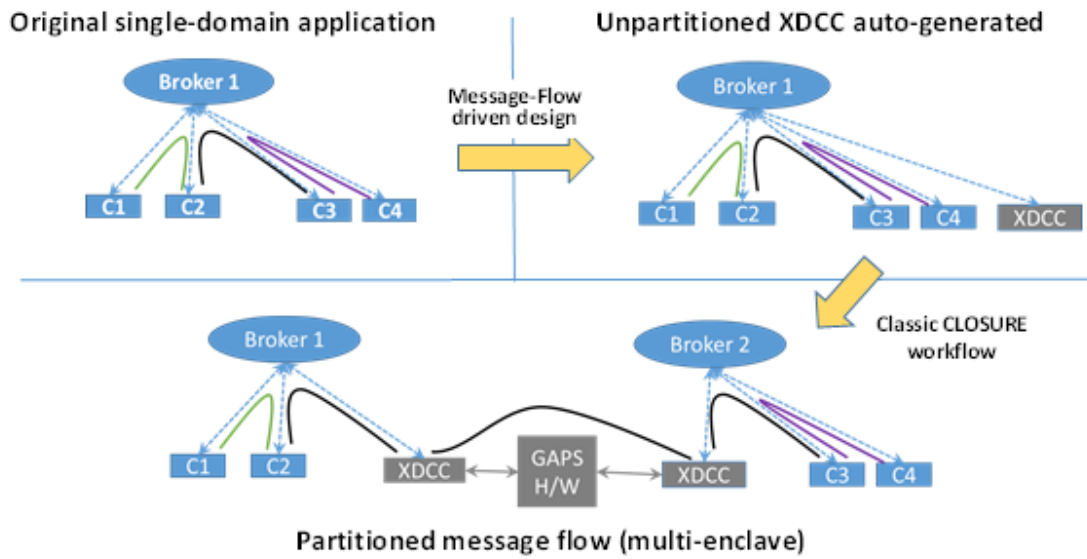 Original single-domain application
Unpartitioned XDCC auto-generated
Broker 1
C1
C2
C3
C4
Message-Flow
driven design
Broker 1
C1
C2
C3
C4
XDCC
Classic CLOSURE
workflow
Broker 1
C1
C2
XDCC
GAPS
H/W
Broker 2
XDCC
C3
C4
Partitioned message flow (multi-enclave)